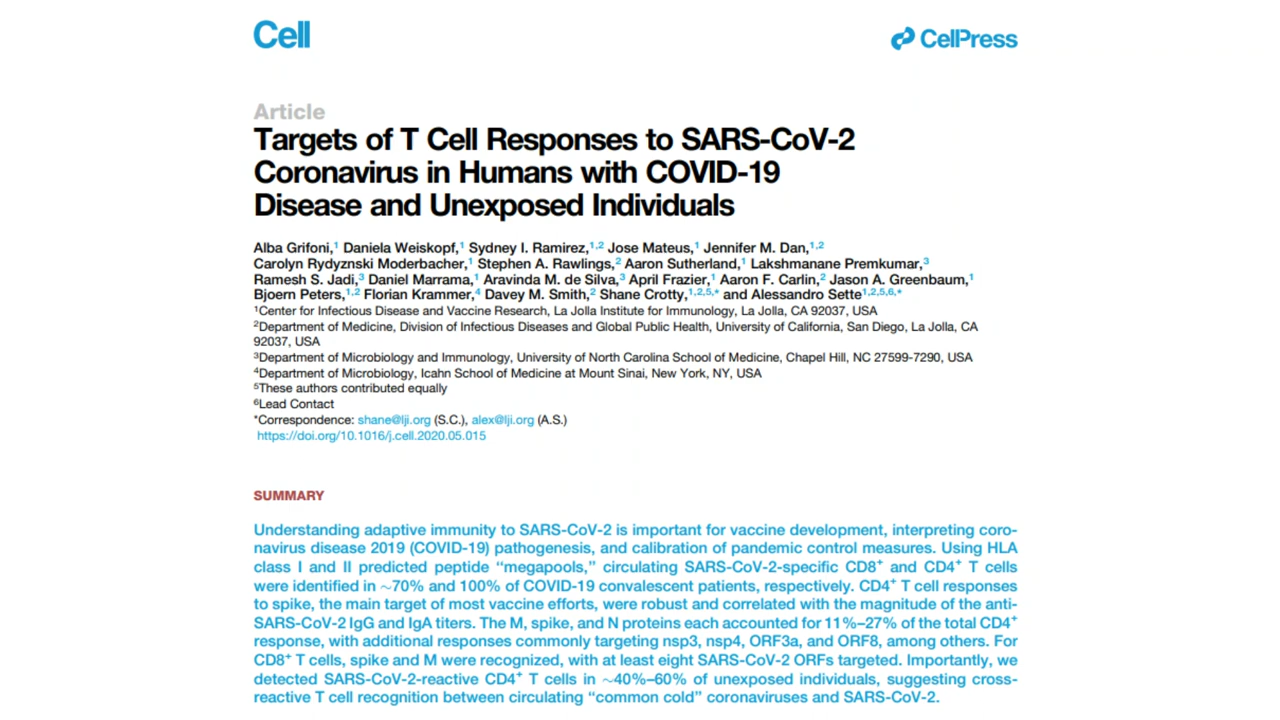 Cell
CellPress
Article
Targets of T Cell Responses to SARS-CoV-2
Coronavirus in Humans with COVID-19
Disease and Unexposed Individuals
Alba Grifoni,¹ Daniela Weiskopf,¹ Sydney I. Ramirez,¹,² Jose Mateus,¹ Jennifer M. Dan,¹,²
Carolyn Rydyznski Moderbacher,¹ Stephen A. Rawlings,² Aaron Sutherland,¹ Lakshmanane Premkumar,³
Ramesh S. Jadi,³ Daniel Marrama,¹ Aravinda M. de Silva,³ April Frazier,¹ Aaron F. Carlin,² Jason A. Greenbaum,¹
Bjoern Peters,¹,² Florian Krammer,⁴ Davey M. Smith,² Shane Crotty,¹,²,⁵,* and Alessandro Sette¹,²,⁵,⁶,*
¹Center for Infectious Disease and Vaccine Research, La Jolla Institute for Immunology, La Jolla, CA 92037, USA
²Department of Medicine, Division of Infectious Diseases and Global Public Health, University of California, San Diego, La Jolla, CA
92037, USA
³Department of Microbiology and Immunology, University of North Carolina School of Medicine, Chapel Hill, NC 27599-7290, USA
⁴Department of Microbiology, Icahn School of Medicine at Mount Sinai, New York, NY, USA
⁵These authors contributed equally
⁶Lead Contact
*Correspondence: shane@lji.org (S.C.), alex@lji.org (A.S.)
https://doi.org/10.1016/j.cell.2020.05.015
SUMMARY
Understanding adaptive immunity to SARS-CoV-2 is important for vaccine development, interpreting coro-
navirus disease 2019 (COVID-19) pathogenesis, and calibration of pandemic control measures. Using HLA
class I and II predicted peptide “megapools,” circulating SARS-CoV-2-specific CD8⁺ and CD4⁺ T cells
were identified in ∼70% and 100% of COVID-19 convalescent patients, respectively. CD4⁺ T cell responses
to spike, the main target of most vaccine efforts, were robust and correlated with the magnitude of the anti-
SARS-CoV-2 IgG and IgA titers. The M, spike, and N proteins each accounted for 11%–27% of the total CD4⁺
response, with additional responses commonly targeting nsp3, nsp4, ORF3a, and ORF8, among others. For
CD8⁺ T cells, spike and M were recognized, with at least eight SARS-CoV-2 ORFs targeted. Importantly, we
detected SARS-CoV-2-reactive CD4⁺ T cells in ∼40%–60% of unexposed individuals, suggesting cross-
reactive T cell recognition between circulating “common cold” coronaviruses and SARS-CoV-2.